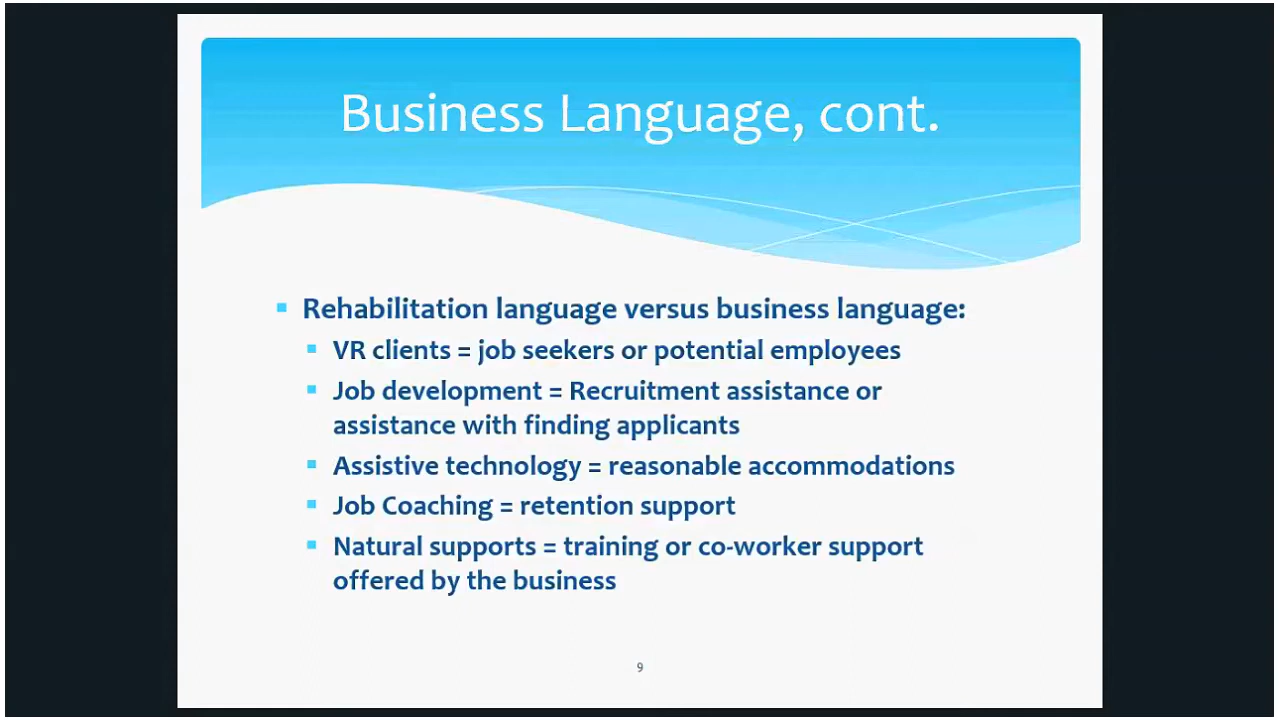 Business Language, cont.
Rehabilitation language versus business language:
VR clients = job seekers or potential employees
Job development = Recruitment assistance or
assistance with finding applicants
Assistive technology = reasonable accommodations
Job Coaching = retention support
Natural supports = training or co-worker support
offered by the business
9